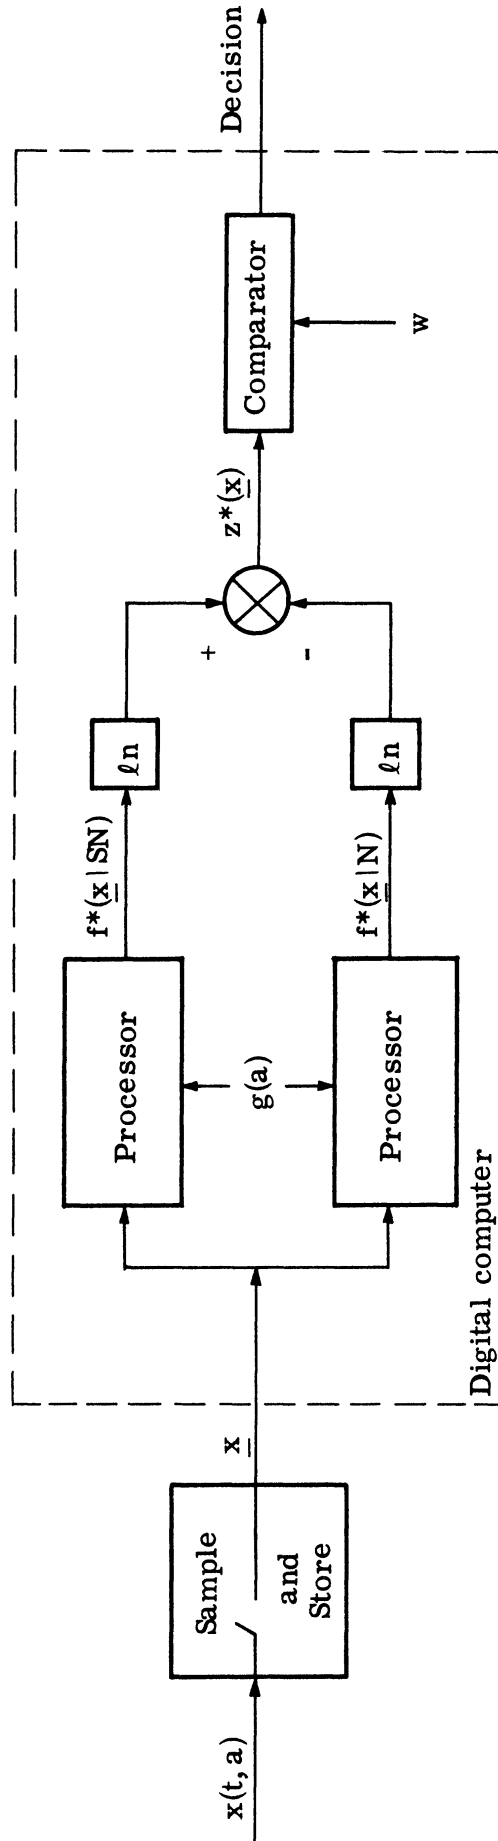 x(t, a)
Sample
and
Store
x
Digital computer
Processor
g(a)
Processor
f*(x | SN)
f*(x | N)
ℓn
ℓn
+
-
z*(x)
Comparator
w
Decision